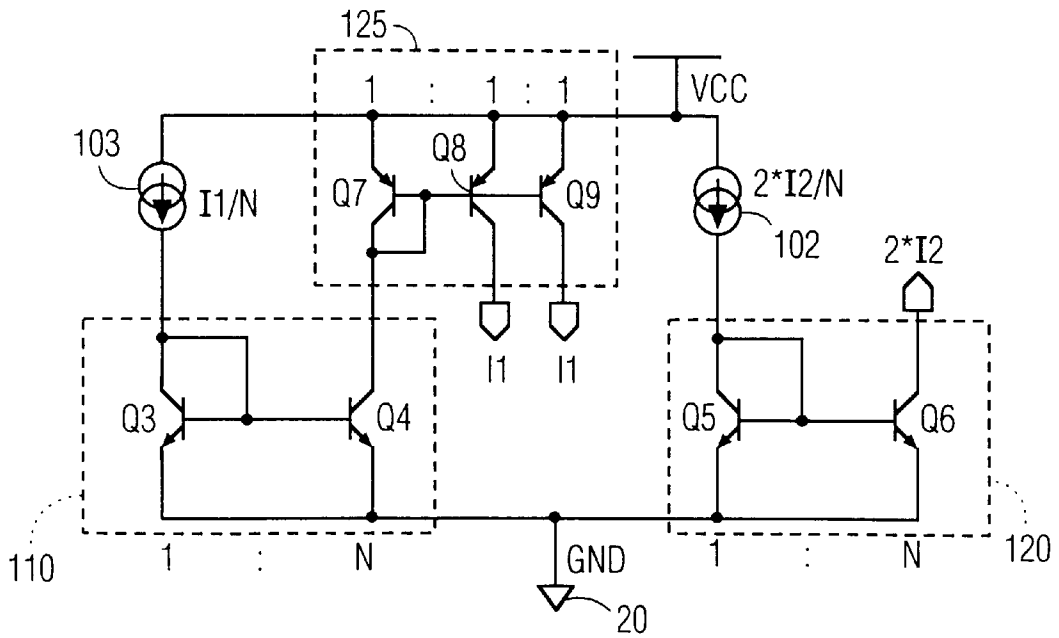 125
1 : 1 : 1
VCC
103
Q8
Q7
Q9
I1/N
2*I2/N
102
2*I2
I1
I1
Q3
Q4
Q5
Q6
110
1 : N
GND
1 : N
120
20